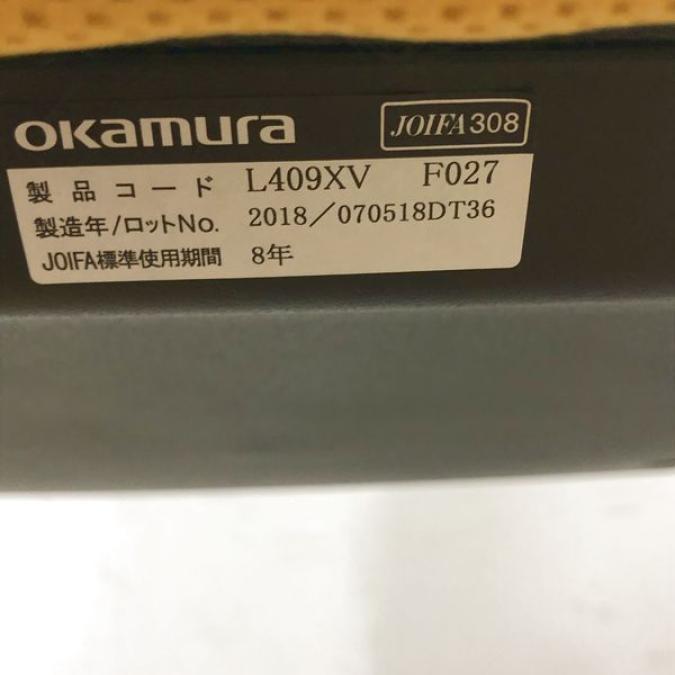 okamura JOIFA308
製品コード L409XV F027
製造年/ロットNo. 2018/070518DT36
JOIFA標準使用期間 8年